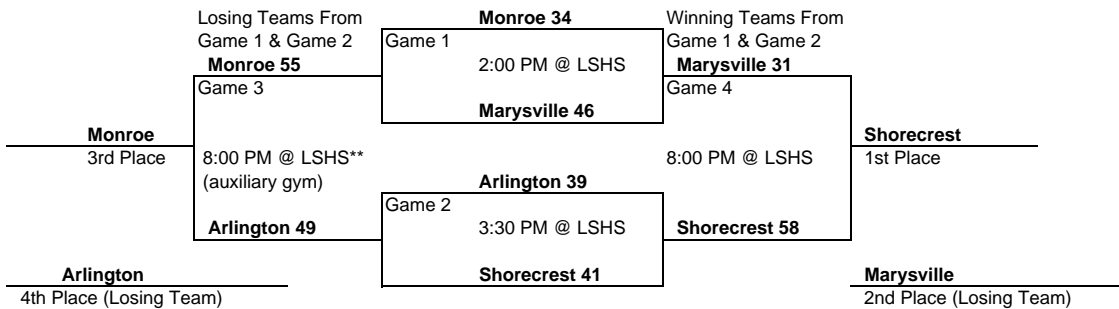 Losing Teams From
Game 1 & Game 2
Monroe 34
Winning Teams From
Game 1 & Game 2
Game 1
Monroe 55
2:00 PM @ LSHS
Marysville 31
Game 3
Game 4
Marysville 46
Monroe
Shorecrest
3rd Place
8:00 PM @ LSHS**
(auxiliary gym)
8:00 PM @ LSHS
1st Place
Arlington 39
Game 2
Arlington 49
3:30 PM @ LSHS
Shorecrest 58
Arlington
Shorecrest 41
Marysville
4th Place (Losing Team)
2nd Place (Losing Team)